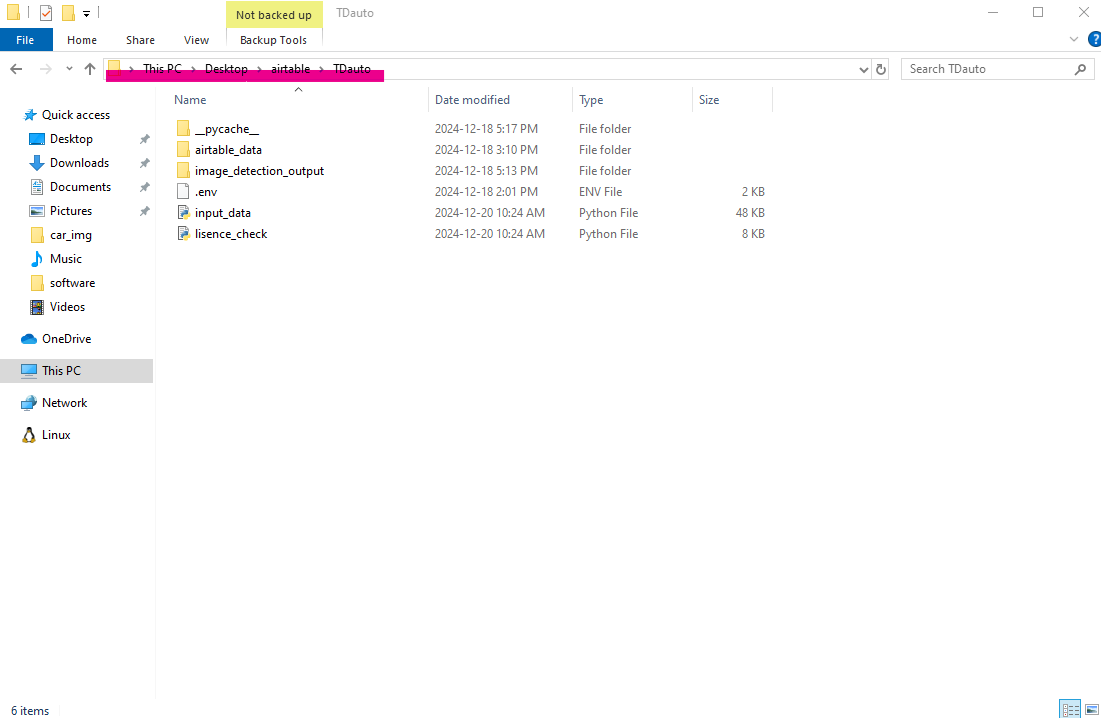 Not backed up TDauto
File Home Share View Backup Tools
This PC > Desktop > airtable > TDauto Search TDauto
Name Date modified Type Size
Quick access
Desktop
Downloads
Documents
Pictures
car_img
Music
software
Videos
OneDrive
This PC
Network
Linux
__pycache__ 2024-12-18 5:17 PM File folder
airtable_data 2024-12-18 3:10 PM File folder
image_detection_output 2024-12-18 5:13 PM File folder
.env 2024-12-18 2:01 PM ENV File 2 KB
input_data 2024-12-20 10:24 AM Python File 48 KB
lisence_check 2024-12-20 10:24 AM Python File 8 KB
6 items